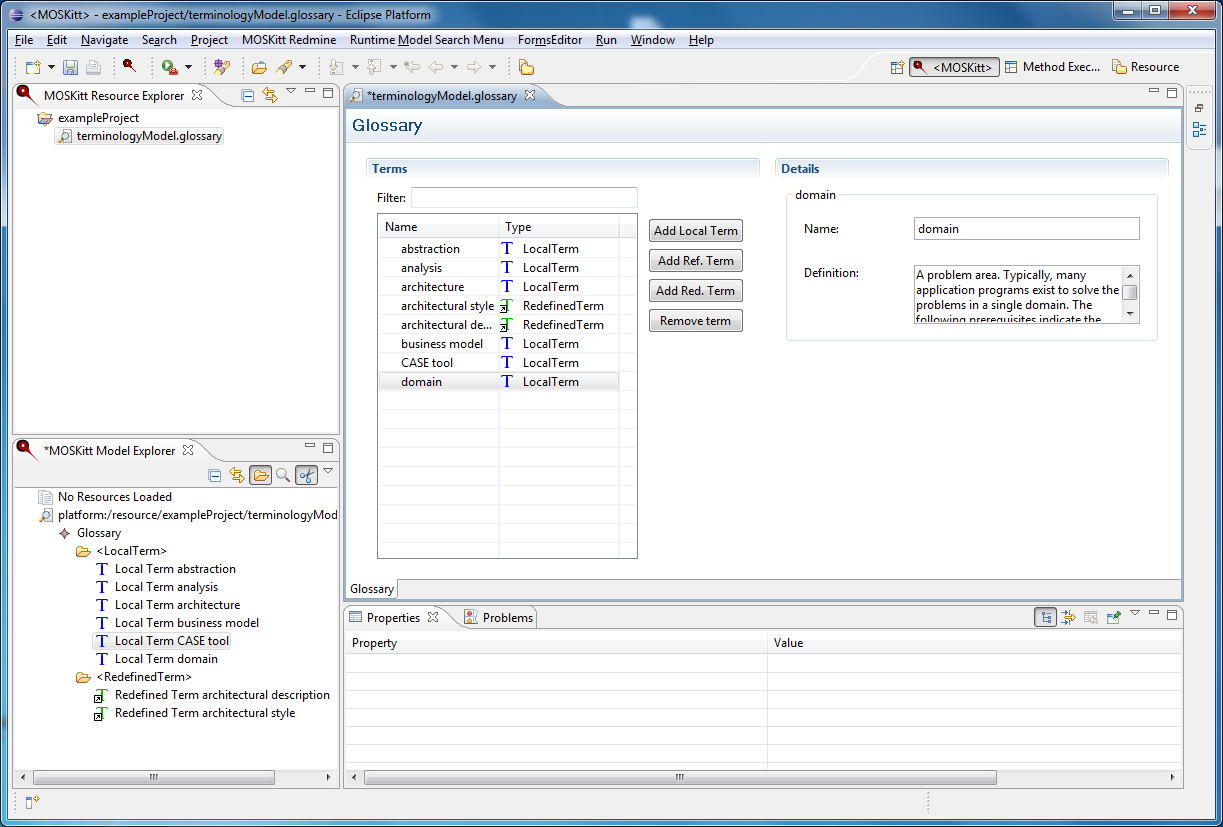 <MOSKitt> - exampleProject/terminologyModel.glossary - Eclipse Platform
File Edit Navigate Search Project MOSKitt Redmine Runtime Model Search Menu FormsEditor Run Window Help
<MOSKitt> Method Exec... Resource
MOSKitt Resource Explorer
exampleProject
terminologyModel.glossary
*MOSKitt Model Explorer
No Resources Loaded
platform:/resource/exampleProject/terminologyMod
Glossary
<LocalTerm>
Local Term abstraction
Local Term analysis
Local Term architecture
Local Term business model
Local Term CASE tool
Local Term domain
<RedefinedTerm>
Redefined Term architectural description
Redefined Term architectural style
*terminologyModel.glossary
Glossary
Terms
Filter:
Name Type
abstraction T LocalTerm
analysis T LocalTerm
architecture T LocalTerm
architectural style T RedefinedTerm
architectural de... T RedefinedTerm
business model T LocalTerm
CASE tool T LocalTerm
domain T LocalTerm
Add Local Term
Add Ref. Term
Add Red. Term
Remove term
Details
domain
Name: domain
Definition: A problem area. Typically, many
application programs exist to solve the
problems in a single domain. The
following prerequisites indicate the
Glossary
Properties Problems
Property Value